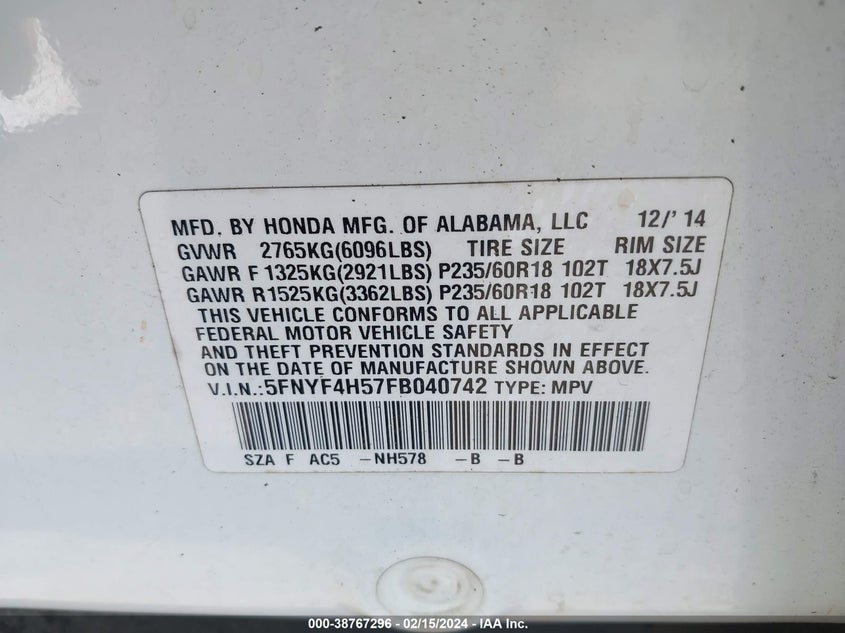 MFD. BY HONDA MFG. OF ALABAMA, LLC 12/' 14
GVWR 2765KG(6096LBS) TIRE SIZE RIM SIZE
GAWR F 1325KG(2921LBS) P235/60R18 102T 18X7.5J
GAWR R1525KG(3362LBS) P235/60R18 102T 18X7.5J
THIS VEHICLE CONFORMS TO ALL APPLICABLE
FEDERAL MOTOR VEHICLE SAFETY
AND THEFT PREVENTION STANDARDS IN EFFECT
ON THE DATE OF MANUFACTURE SHOWN ABOVE.
V.I.N.:5FNYF4H57FB040742 TYPE: MPV
SZA F AC5 -NH578 -B -B
000-38767296 - 02/15/2024 - IAA Inc.